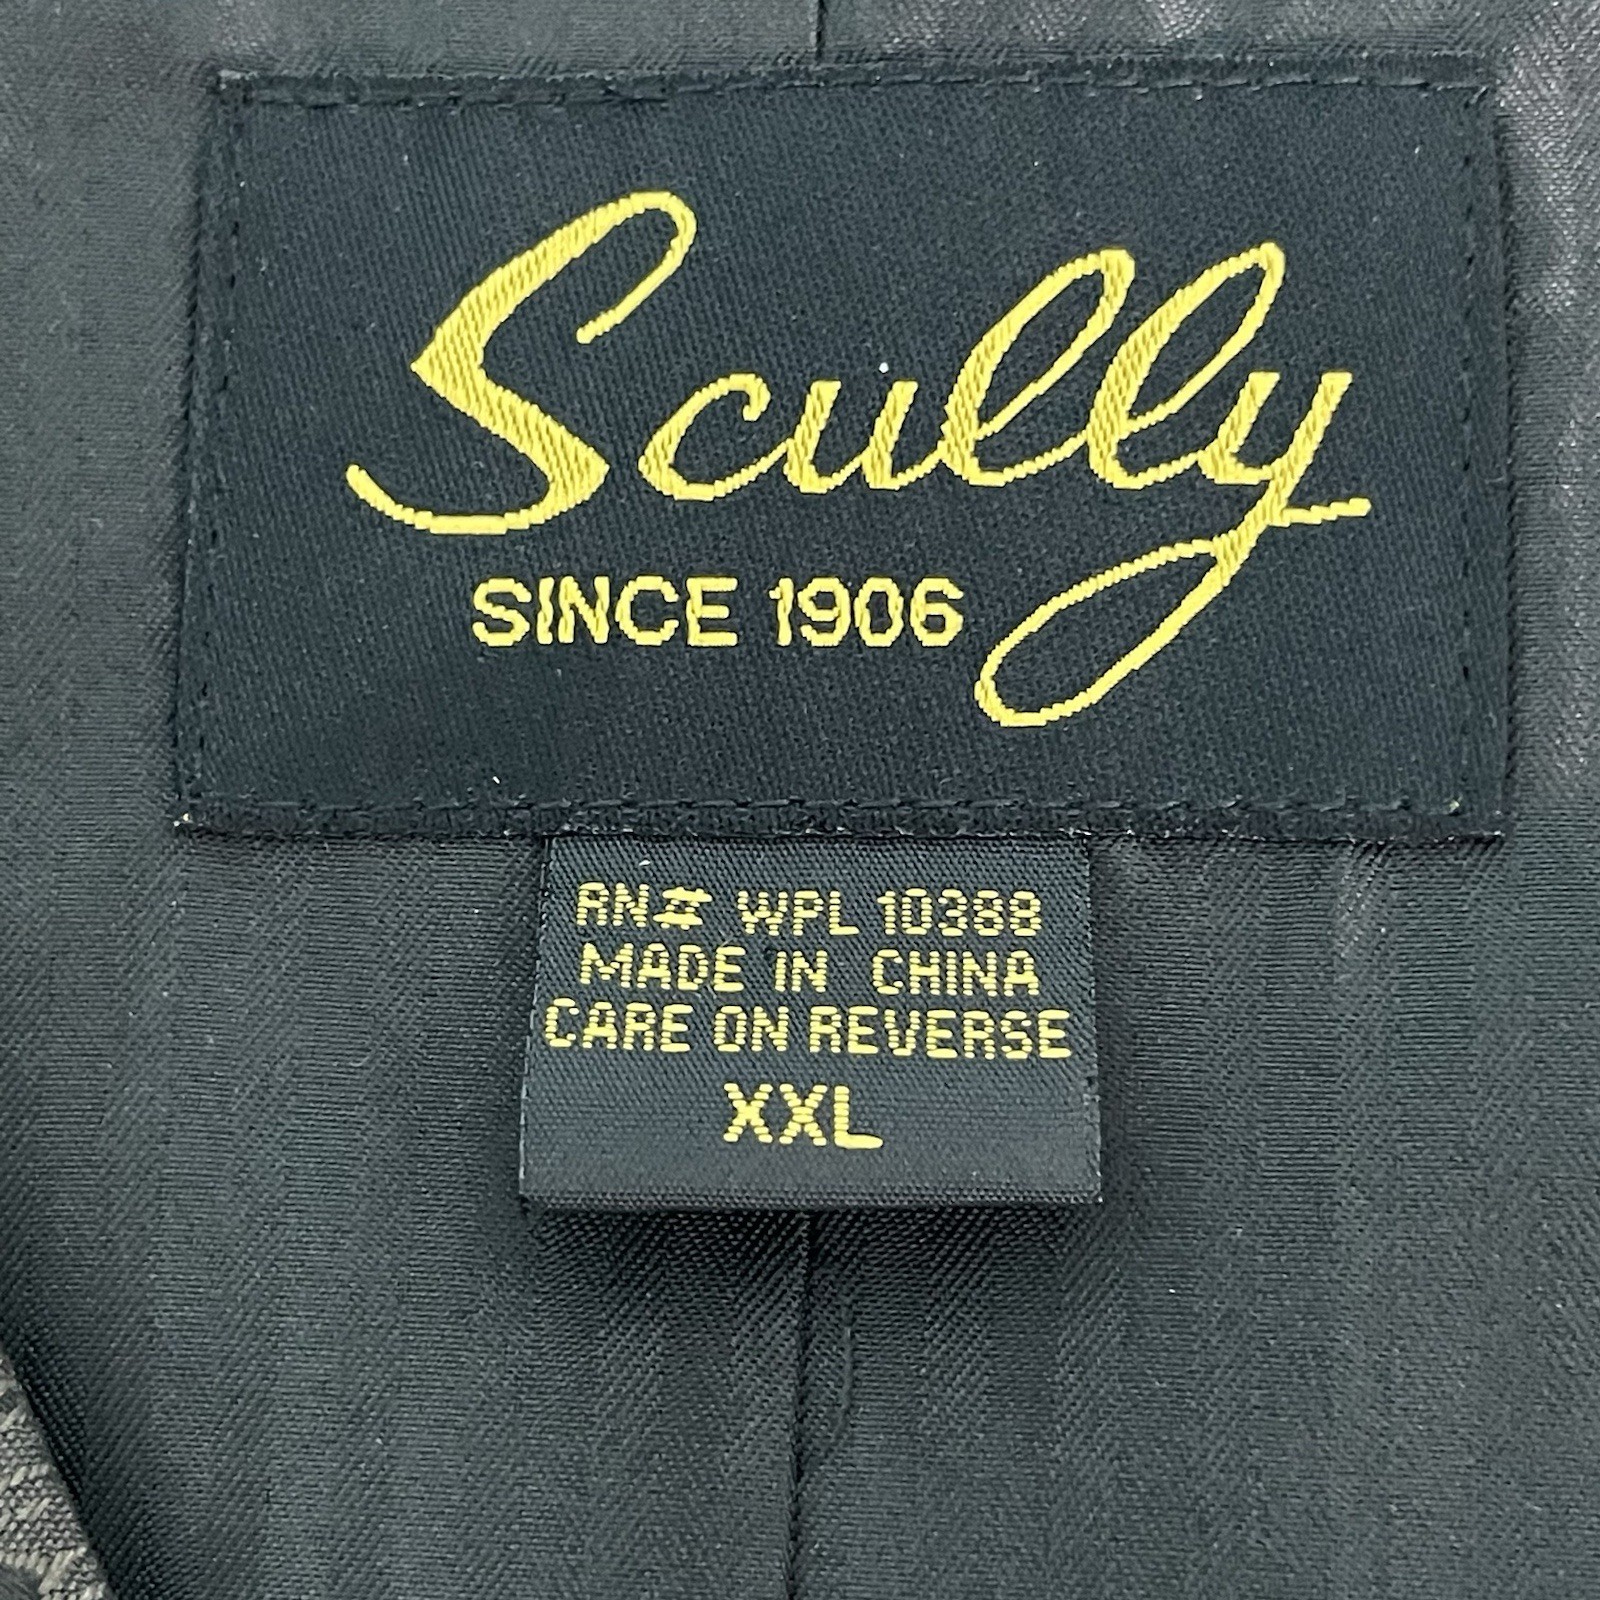 Scully
SINCE 1906
RN# WPL 10388
MADE IN CHINA
CARE ON REVERSE
XXL